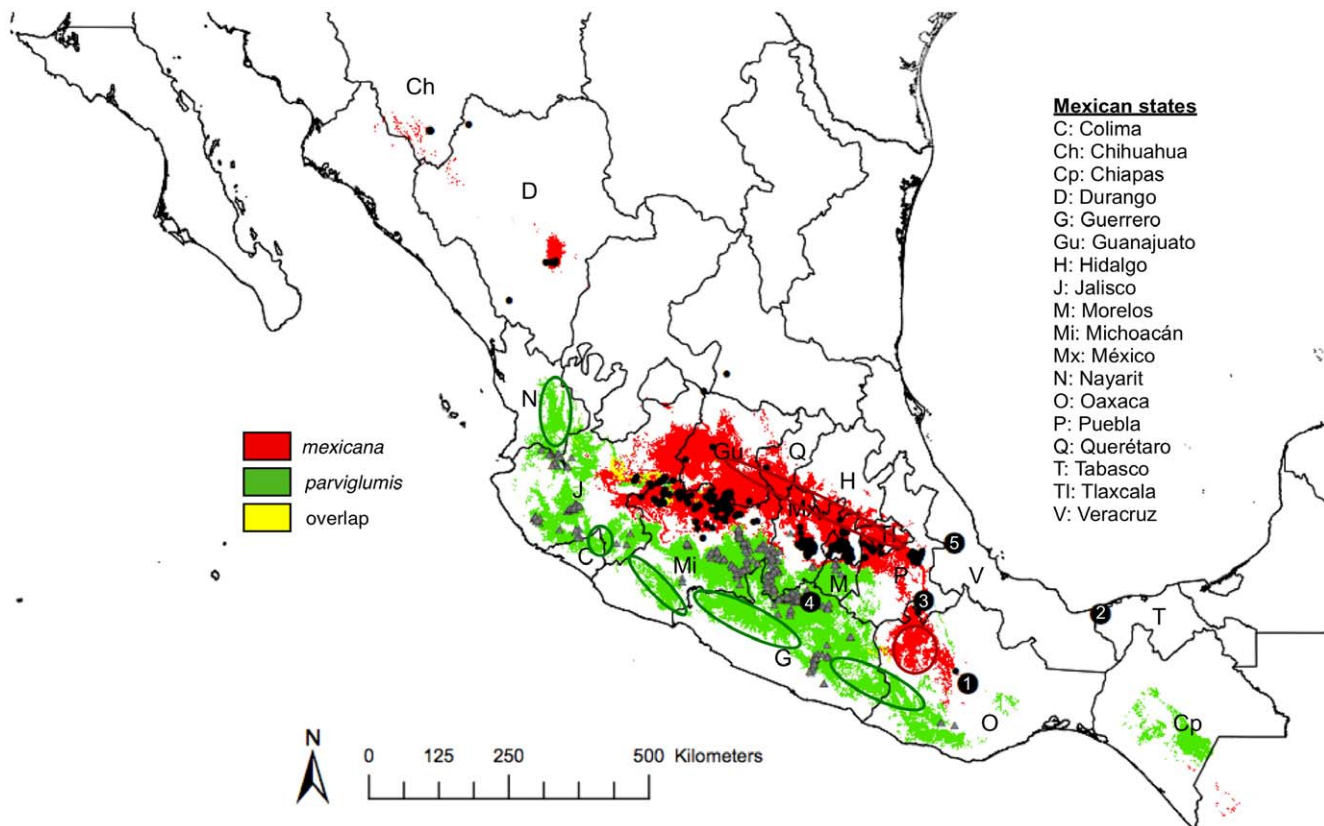 Ch
Mexican states
C: Colima
Ch: Chihuahua
Cp: Chiapas
D: Durango
G: Guerrero
Gu: Guanajuato
H: Hidalgo
J: Jalisco
M: Morelos
Mi: Michoacán
Mx: México
N: Nayarit
O: Oaxaca
P: Puebla
Q: Querétaro
T: Tabasco
Tl: Tlaxcala
V: Veracruz
D
N
mexicana
parviglumis
overlap
Gu
Q
H
J
Mx
Tl
5
C
Mi
M
P
V
4
3
2
T
G
1
O
Cp
N
0 125 250 500 Kilometers